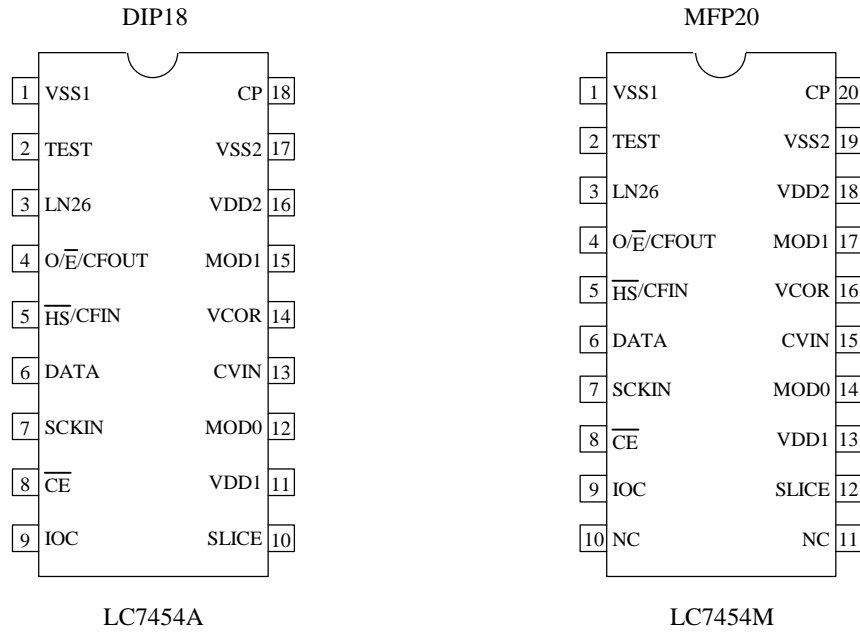 DIP18
1 VSS1 CP 18
2 TEST VSS2 17
3 LN26 VDD2 16
4 O/E̅/CFOUT MOD1 15
5 H̅S̅/CFIN VCOR 14
6 DATA CVIN 13
7 SCKIN MOD0 12
8 C̅E̅ VDD1 11
9 IOC SLICE 10
LC7454A
MFP20
1 VSS1 CP 20
2 TEST VSS2 19
3 LN26 VDD2 18
4 O/E̅/CFOUT MOD1 17
5 H̅S̅/CFIN VCOR 16
6 DATA CVIN 15
7 SCKIN MOD0 14
8 C̅E̅ VDD1 13
9 IOC SLICE 12
10 NC NC 11
LC7454M